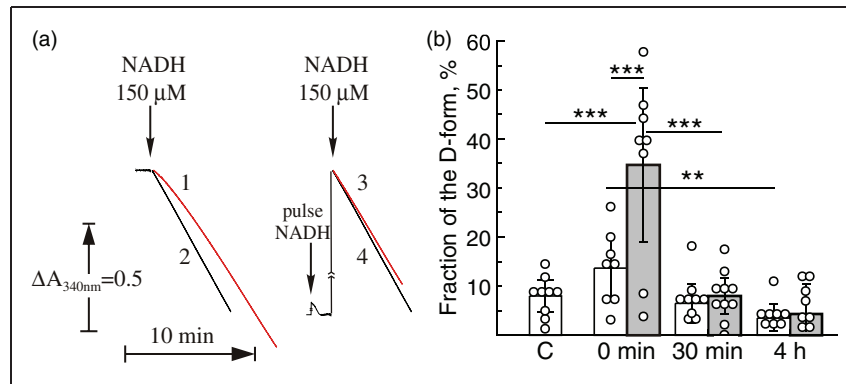 (a)
NADH
150 μM
NADH
150 μM
1
2
3
4
pulse
NADH
ΔA340nm=0.5
10 min
(b)
Fraction of the D-form, %
60
50
40
30
20
10
***
***
***
**
C
0 min
30 min
4 h